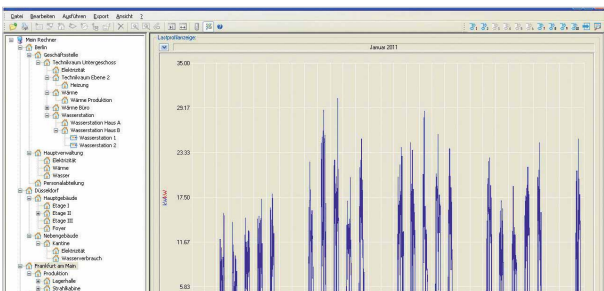 Datei Bearbeiten Ausführen Export Ansicht ?
Mein Rechner
Berlin
Geschäftsstelle
Technikraum Untergeschoss
Elektrizität
Technikraum Ebene 2
Heizung
Wärme
Wärme Produktion
Wärme Büro
Wasserstation
Wasserstation Haus A
Wasserstation Haus B
Wasserstation 1
Wasserstation 2
Hauptverwaltung
Elektrizität
Wärme
Wasser
Personalabteilung
Düsseldorf
Hauptgebäude
Etage I
Etage II
Etage III
Foyer
Nebengebäude
Kantine
Elektrizität
Wasserverbrauch
Frankfurt am Main
Produktion
Lagerhalle
Strahlkabine
Lastprofilanzeige:
Januar 2011
35.00
29.17
23.33
17.50
11.67
5.83